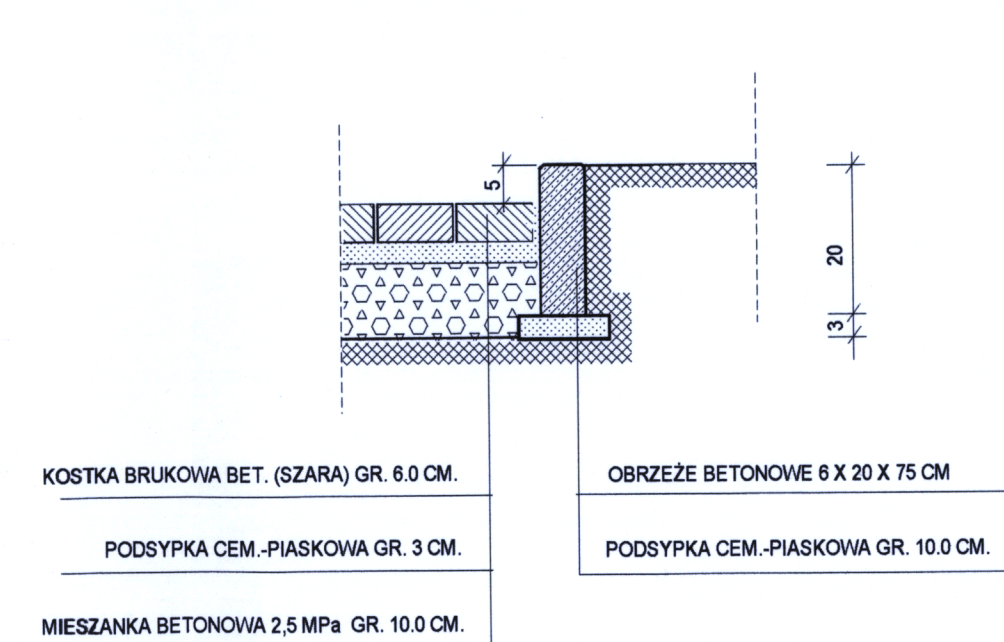 5
20
3
KOSTKA BRUKOWA BET. (SZARA) GR. 6.0 CM.
OBRZEŻE BETONOWE 6 X 20 X 75 CM
PODSYPKA CEM.-PIASKOWA GR. 3 CM.
PODSYPKA CEM.-PIASKOWA GR. 10.0 CM.
MIESZANKA BETONOWA 2,5 MPa GR. 10.0 CM.